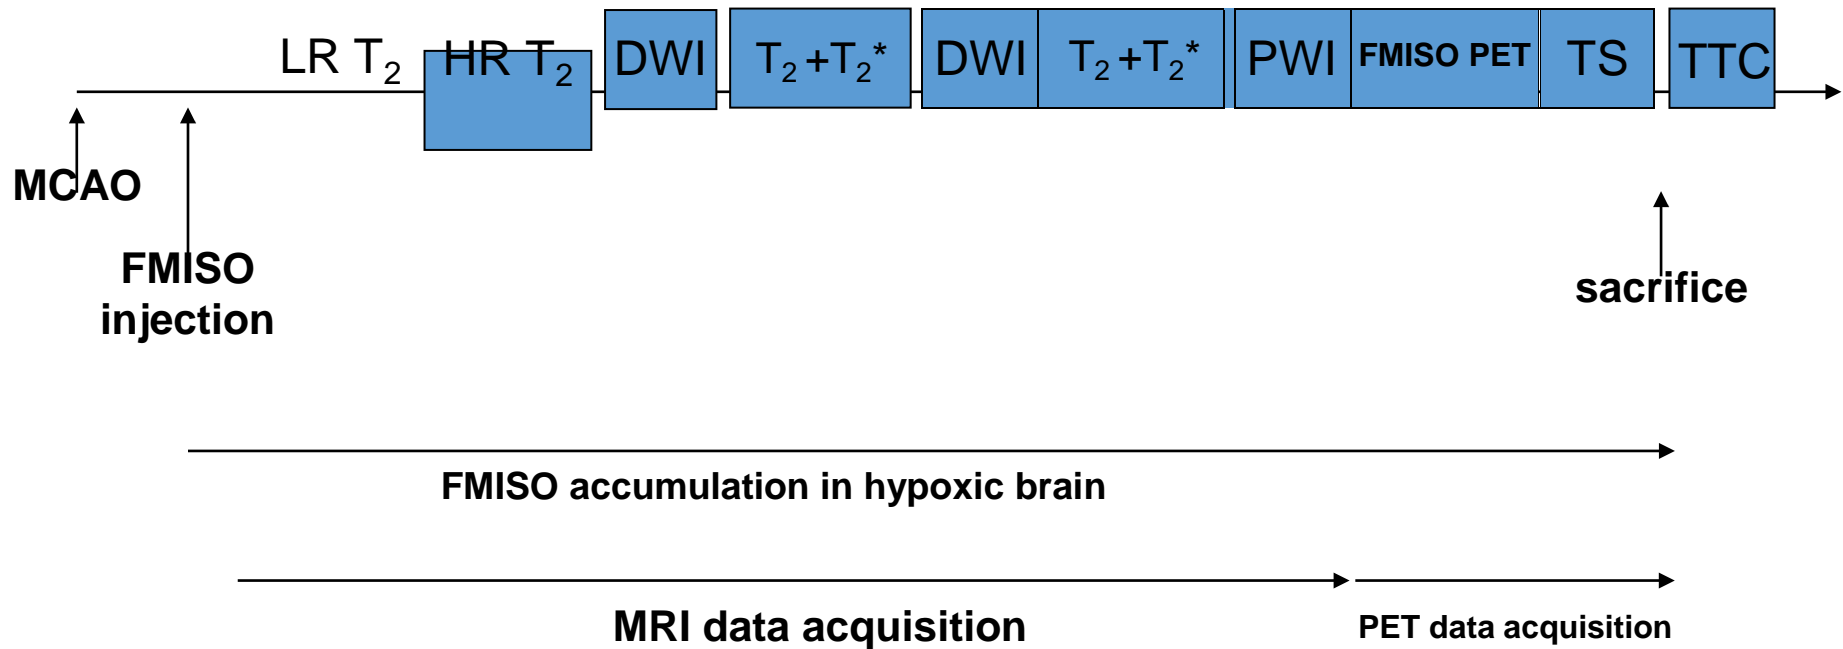 LR T₂ HR T₂ DWI T₂+T₂* DWI T₂+T₂* PWI FMISO PET TS TTC
MCAO
FMISO
injection
sacrifice
FMISO accumulation in hypoxic brain
MRI data acquisition PET data acquisition